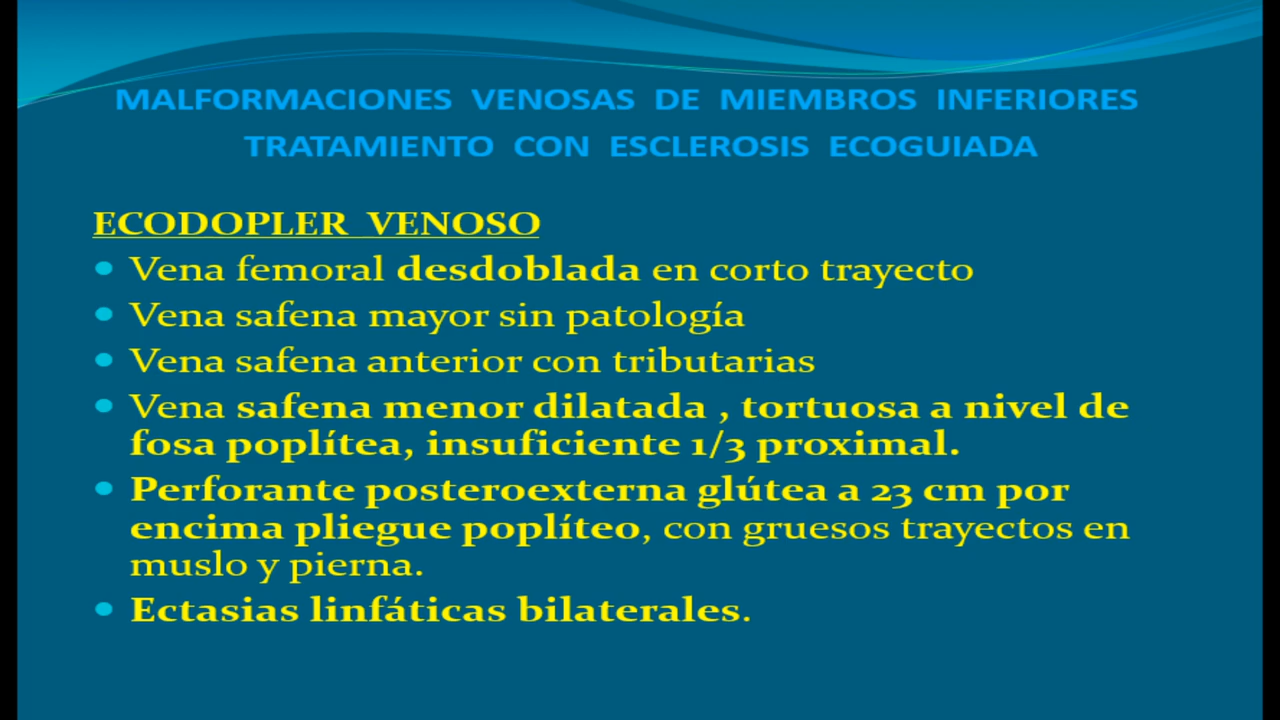 MALFORMACIONES VENOSAS DE MIEMBROS INFERIORES
TRATAMIENTO CON ESCLEROSIS ECOGUIADA
ECODOPLER VENOSO
• Vena femoral desdoblada en corto trayecto
• Vena safena mayor sin patología
• Vena safena anterior con tributarias
• Vena safena menor dilatada , tortuosa a nivel de
fosa poplítea, insuficiente 1/3 proximal.
• Perforante posteroexterna glútea a 23 cm por
encima pliegue poplíteo, con gruesos trayectos en
muslo y pierna.
• Ectasias linfáticas bilaterales.